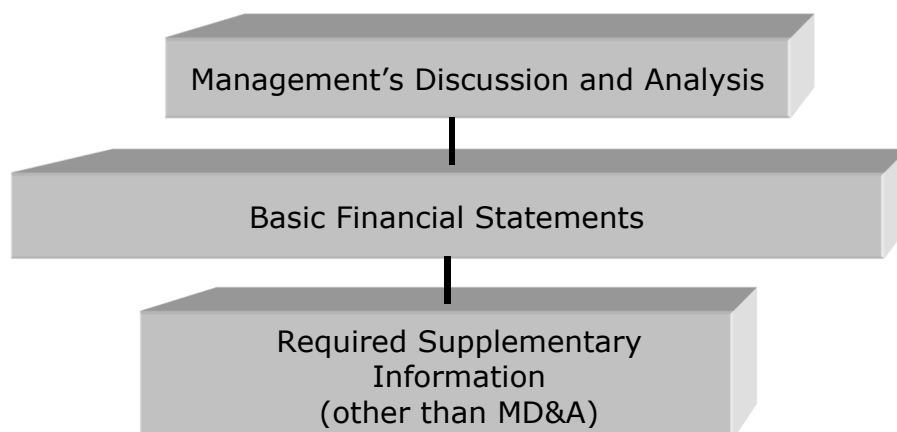 Management’s Discussion and Analysis
Basic Financial Statements
Required Supplementary
Information
(other than MD&A)